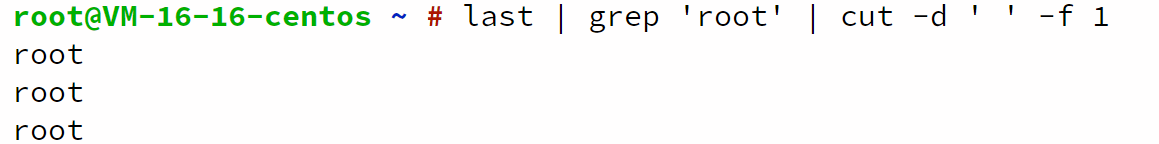 root@VM-16-16-centos ~ # last | grep 'root' | cut -d ' ' -f 1
root
root
root